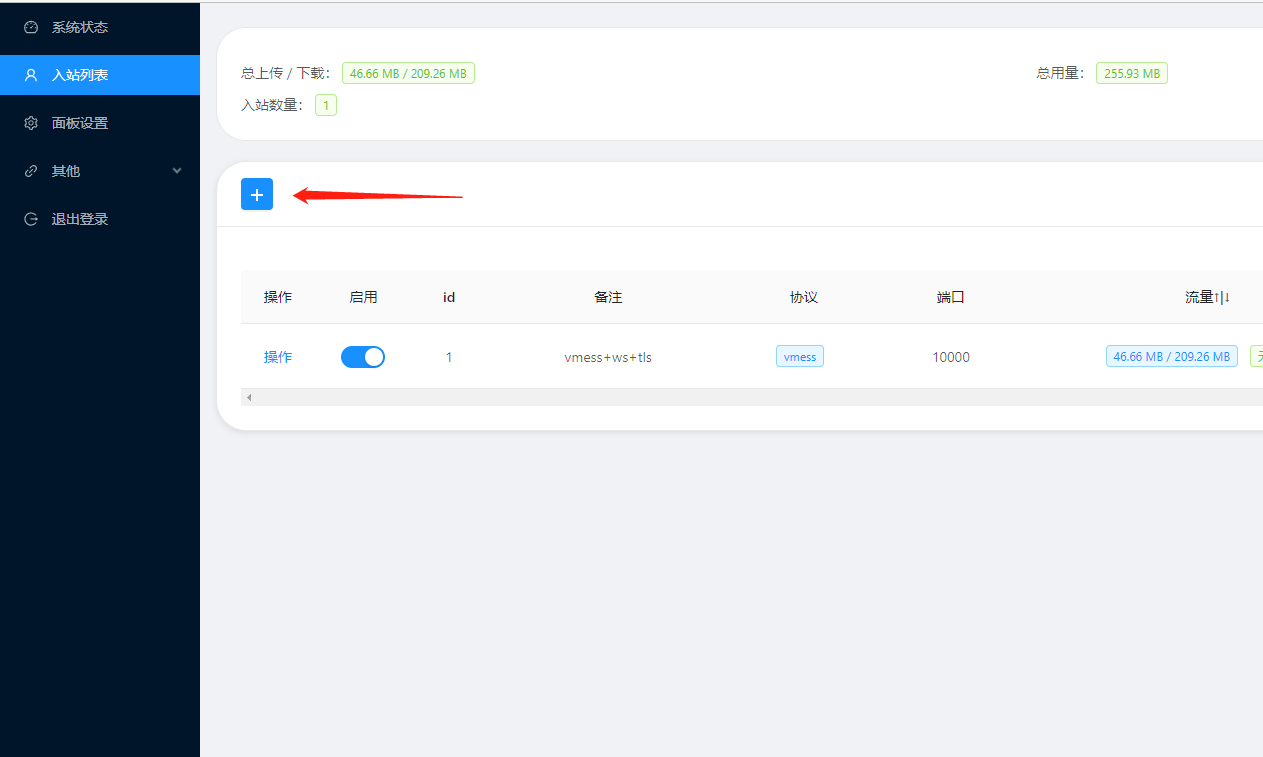 系统状态
入站列表
面板设置
其他
退出登录
总上传 / 下载： 46.66 MB / 209.26 MB
总用量： 255.93 MB
入站数量： 1
+
操作 启用 id 备注 协议 端口 流量↑|↓
操作 1 vmess+ws+tls vmess 10000 46.66 MB / 209.26 MB